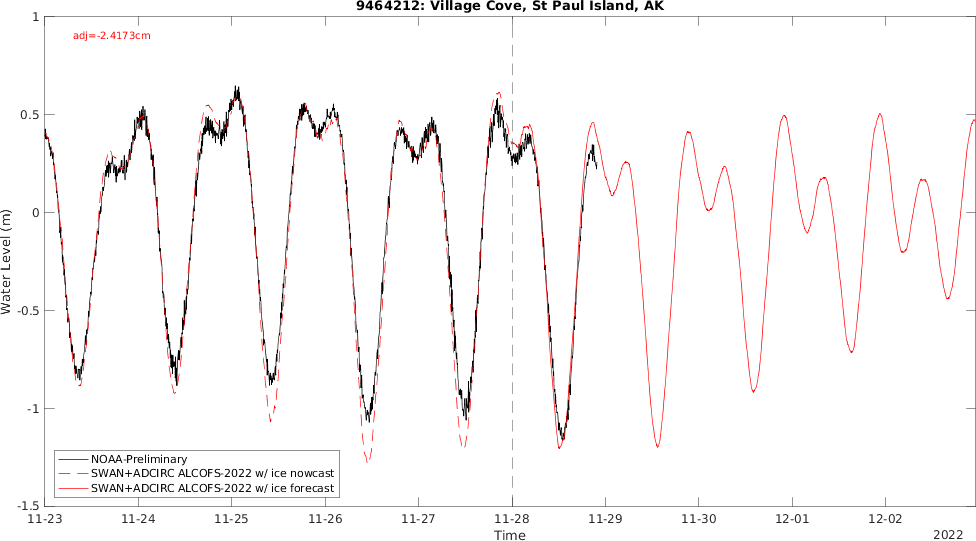 9464212: Village Cove, St Paul Island, AK
adj=-2.4173cm
1
0.5
0
-0.5
-1
-1.5
Water Level (m)
NOAA-Preliminary
SWAN+ADCIRC ALCOFS-2022 w/ ice nowcast
SWAN+ADCIRC ALCOFS-2022 w/ ice forecast
11-23 11-24 11-25 11-26 11-27 11-28 11-29 11-30 12-01 12-02
Time
2022